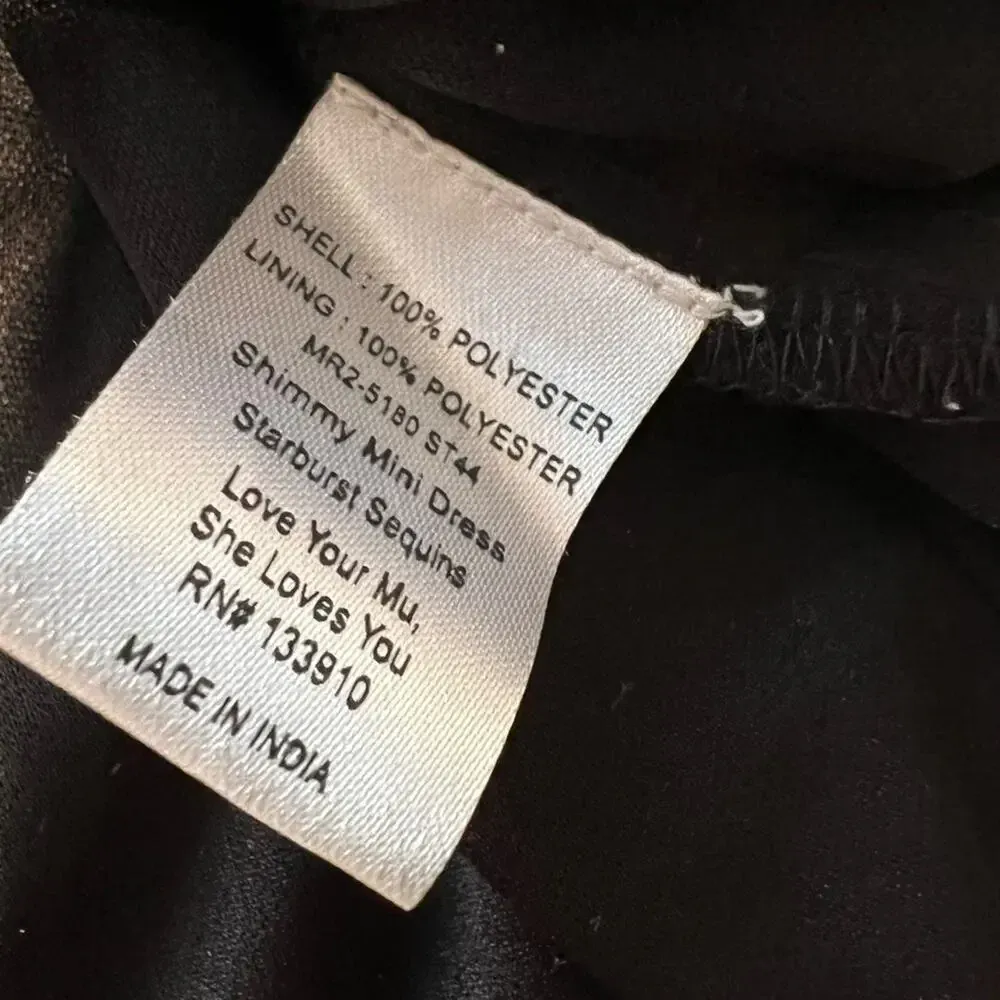 SHELL : 100% POLYESTER
LINING : 100% POLYESTER
MR2-5180 ST44
Shimmy Mini Dress
Starburst Sequins
Love Your Mu,
She Loves You
RN# 133910
MADE IN INDIA